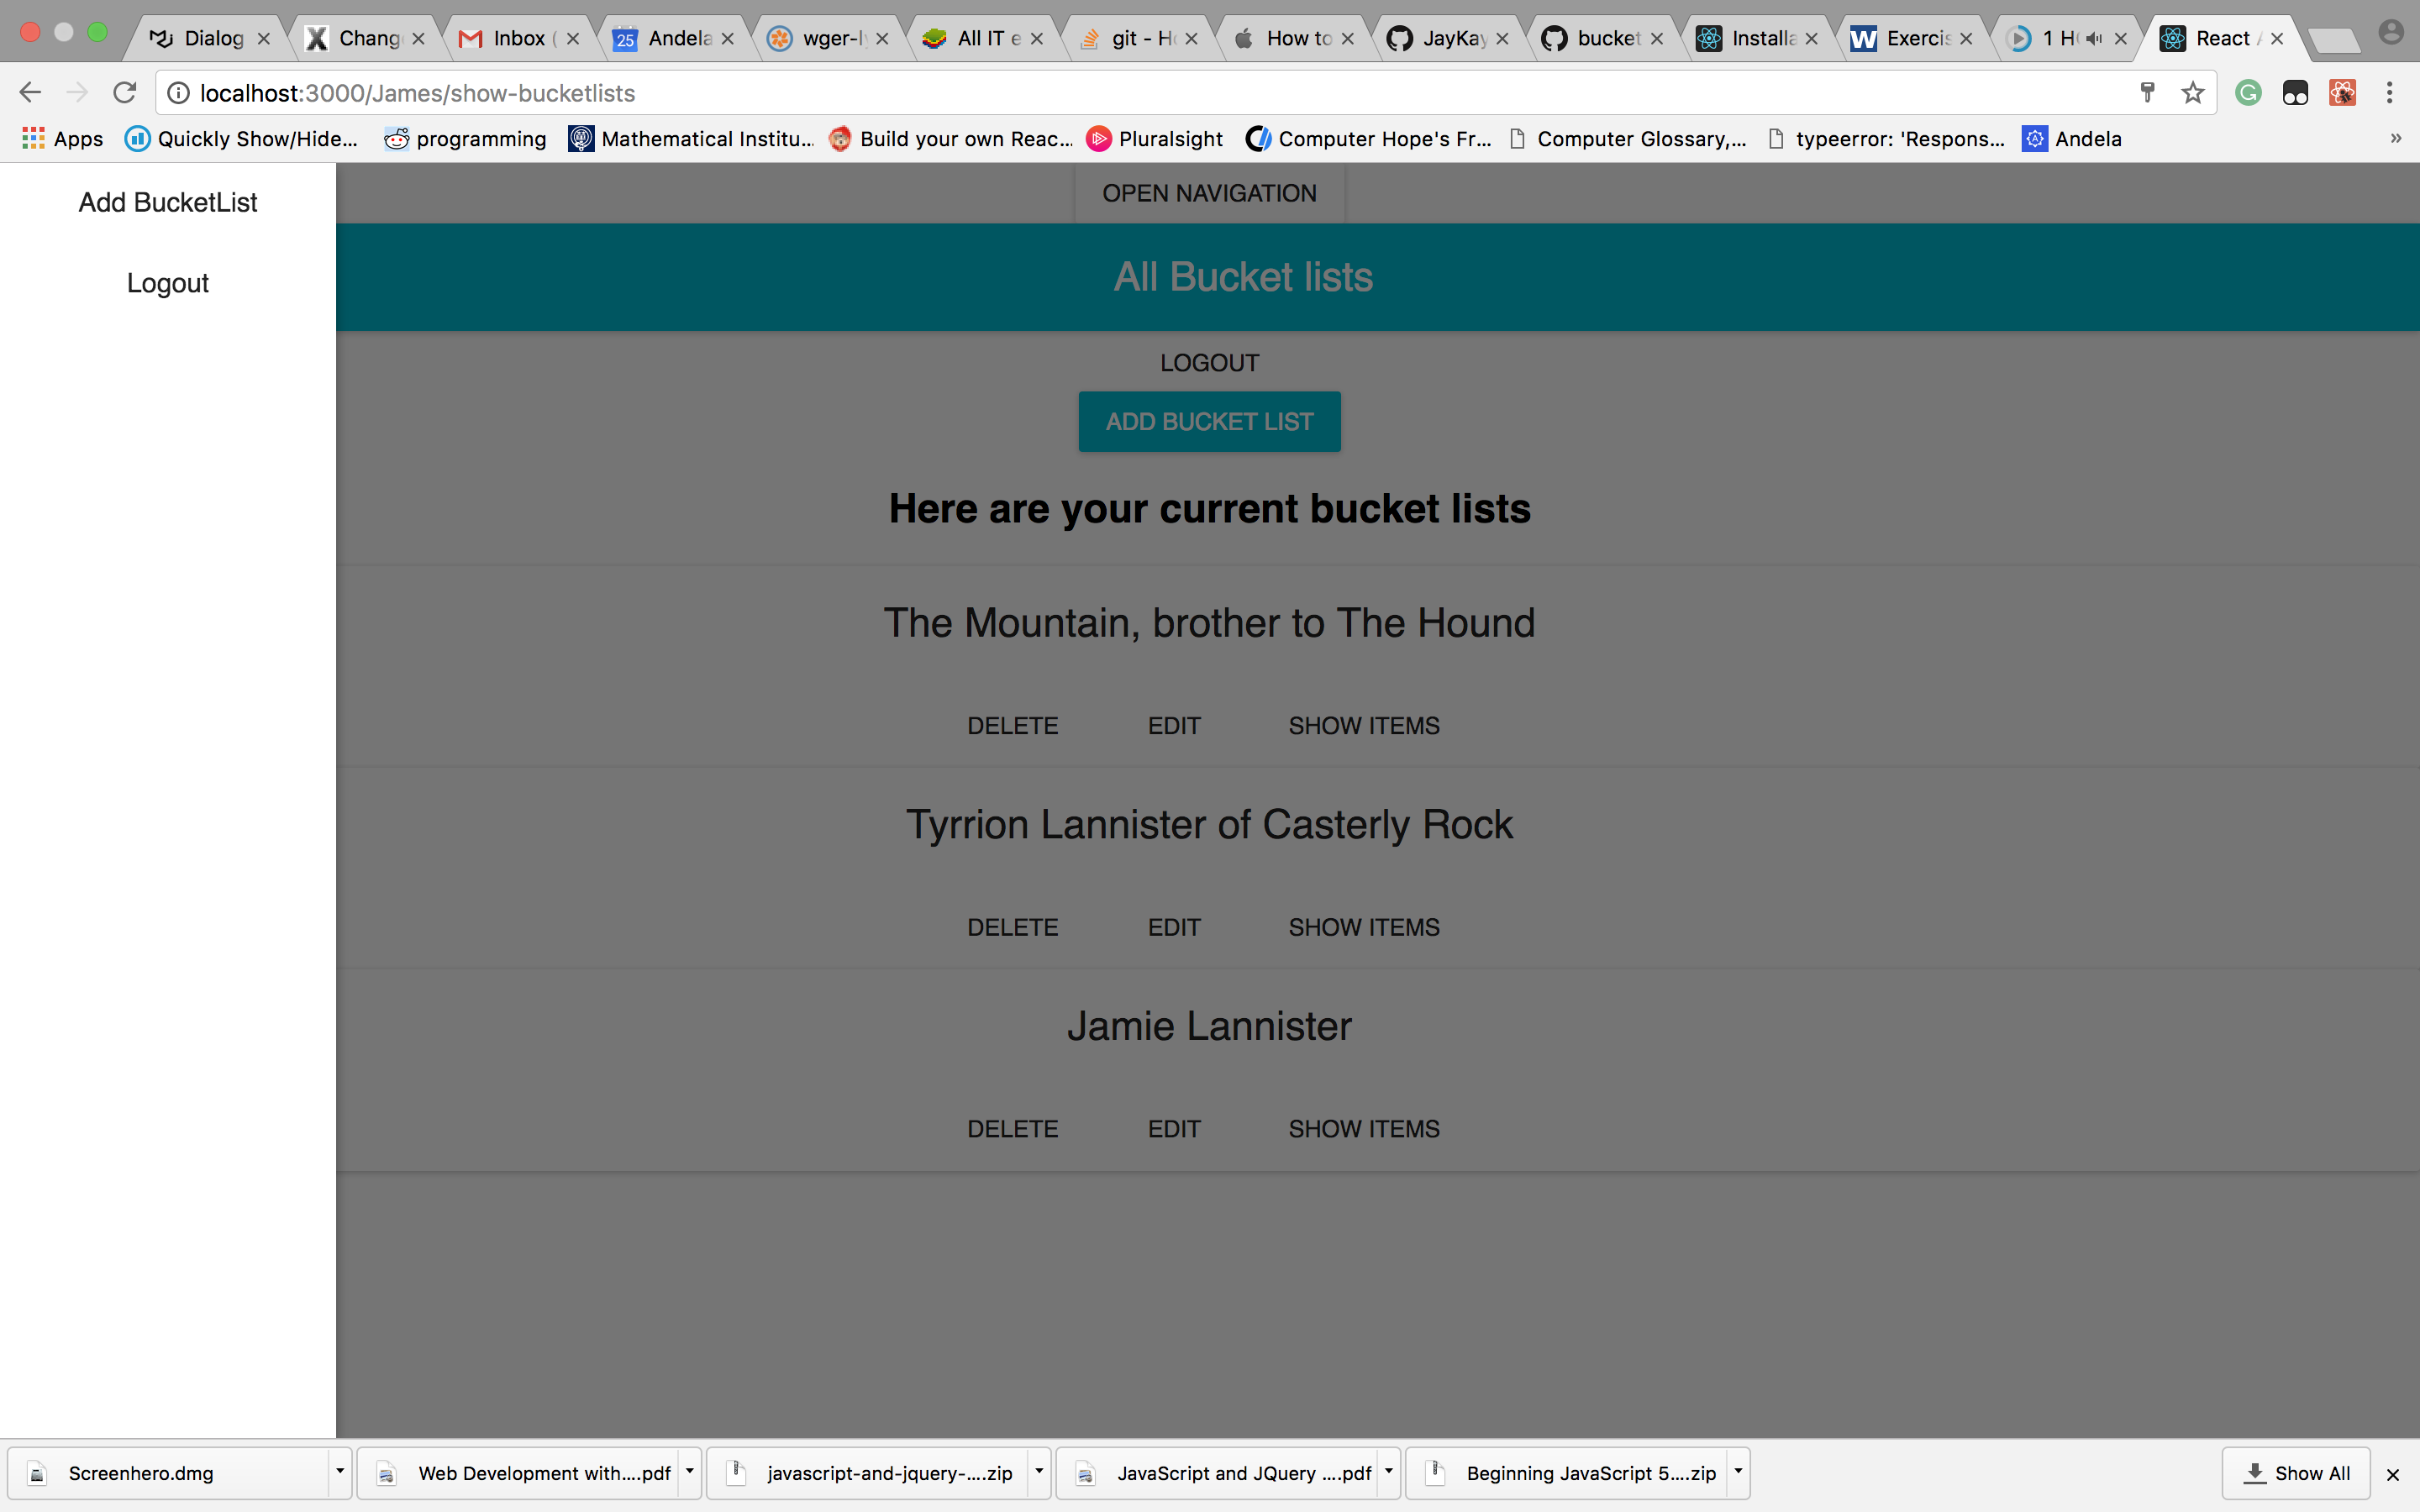 Dialog Chang Inbox ( 25 Andela wger-ly All IT e git - Ho How to JayKay bucket Installa W Exercis 1 H React A
localhost:3000/James/show-bucketlists
Apps Quickly Show/Hide... programming Mathematical Institu... Build your own Reac... Pluralsight Computer Hope's Fr... Computer Glossary,... typeerror: 'Respons... Andela »
Add BucketList
Logout
OPEN NAVIGATION
All Bucket lists
LOGOUT
ADD BUCKET LIST
Here are your current bucket lists
The Mountain, brother to The Hound
DELETE EDIT SHOW ITEMS
Tyrrion Lannister of Casterly Rock
DELETE EDIT SHOW ITEMS
Jamie Lannister
DELETE EDIT SHOW ITEMS
Screenhero.dmg Web Development with....pdf javascript-and-jquery-....zip JavaScript and JQuery ....pdf Beginning JavaScript 5....zip Show All